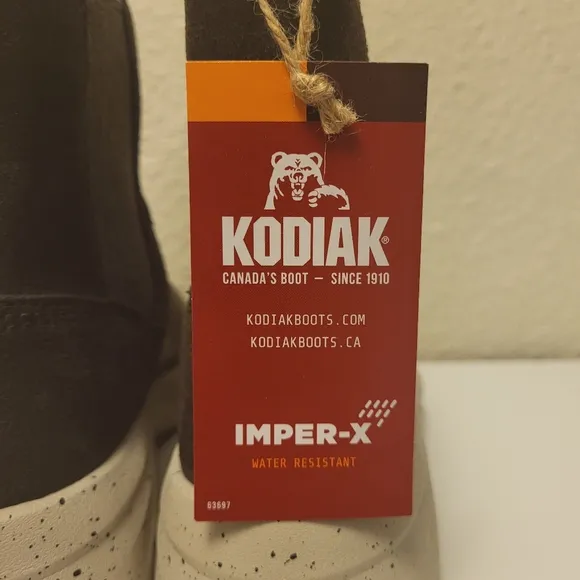 KODIAK®
CANADA'S BOOT — SINCE 1910
KODIAKBOOTS.COM
KODIAKBOOTS.CA
IMPER-X
WATER RESISTANT
63697